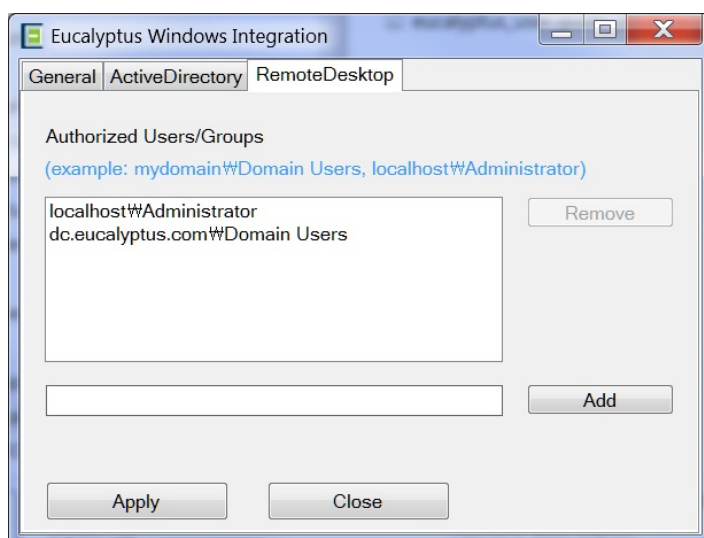 Eucalyptus Windows Integration
General ActiveDirectory RemoteDesktop
Authorized Users/Groups
(example: mydomain₩Domain Users, localhost₩Administrator)
localhost₩Administrator
Remove
dc.eucalyptus.com₩Domain Users
Add
Apply Close